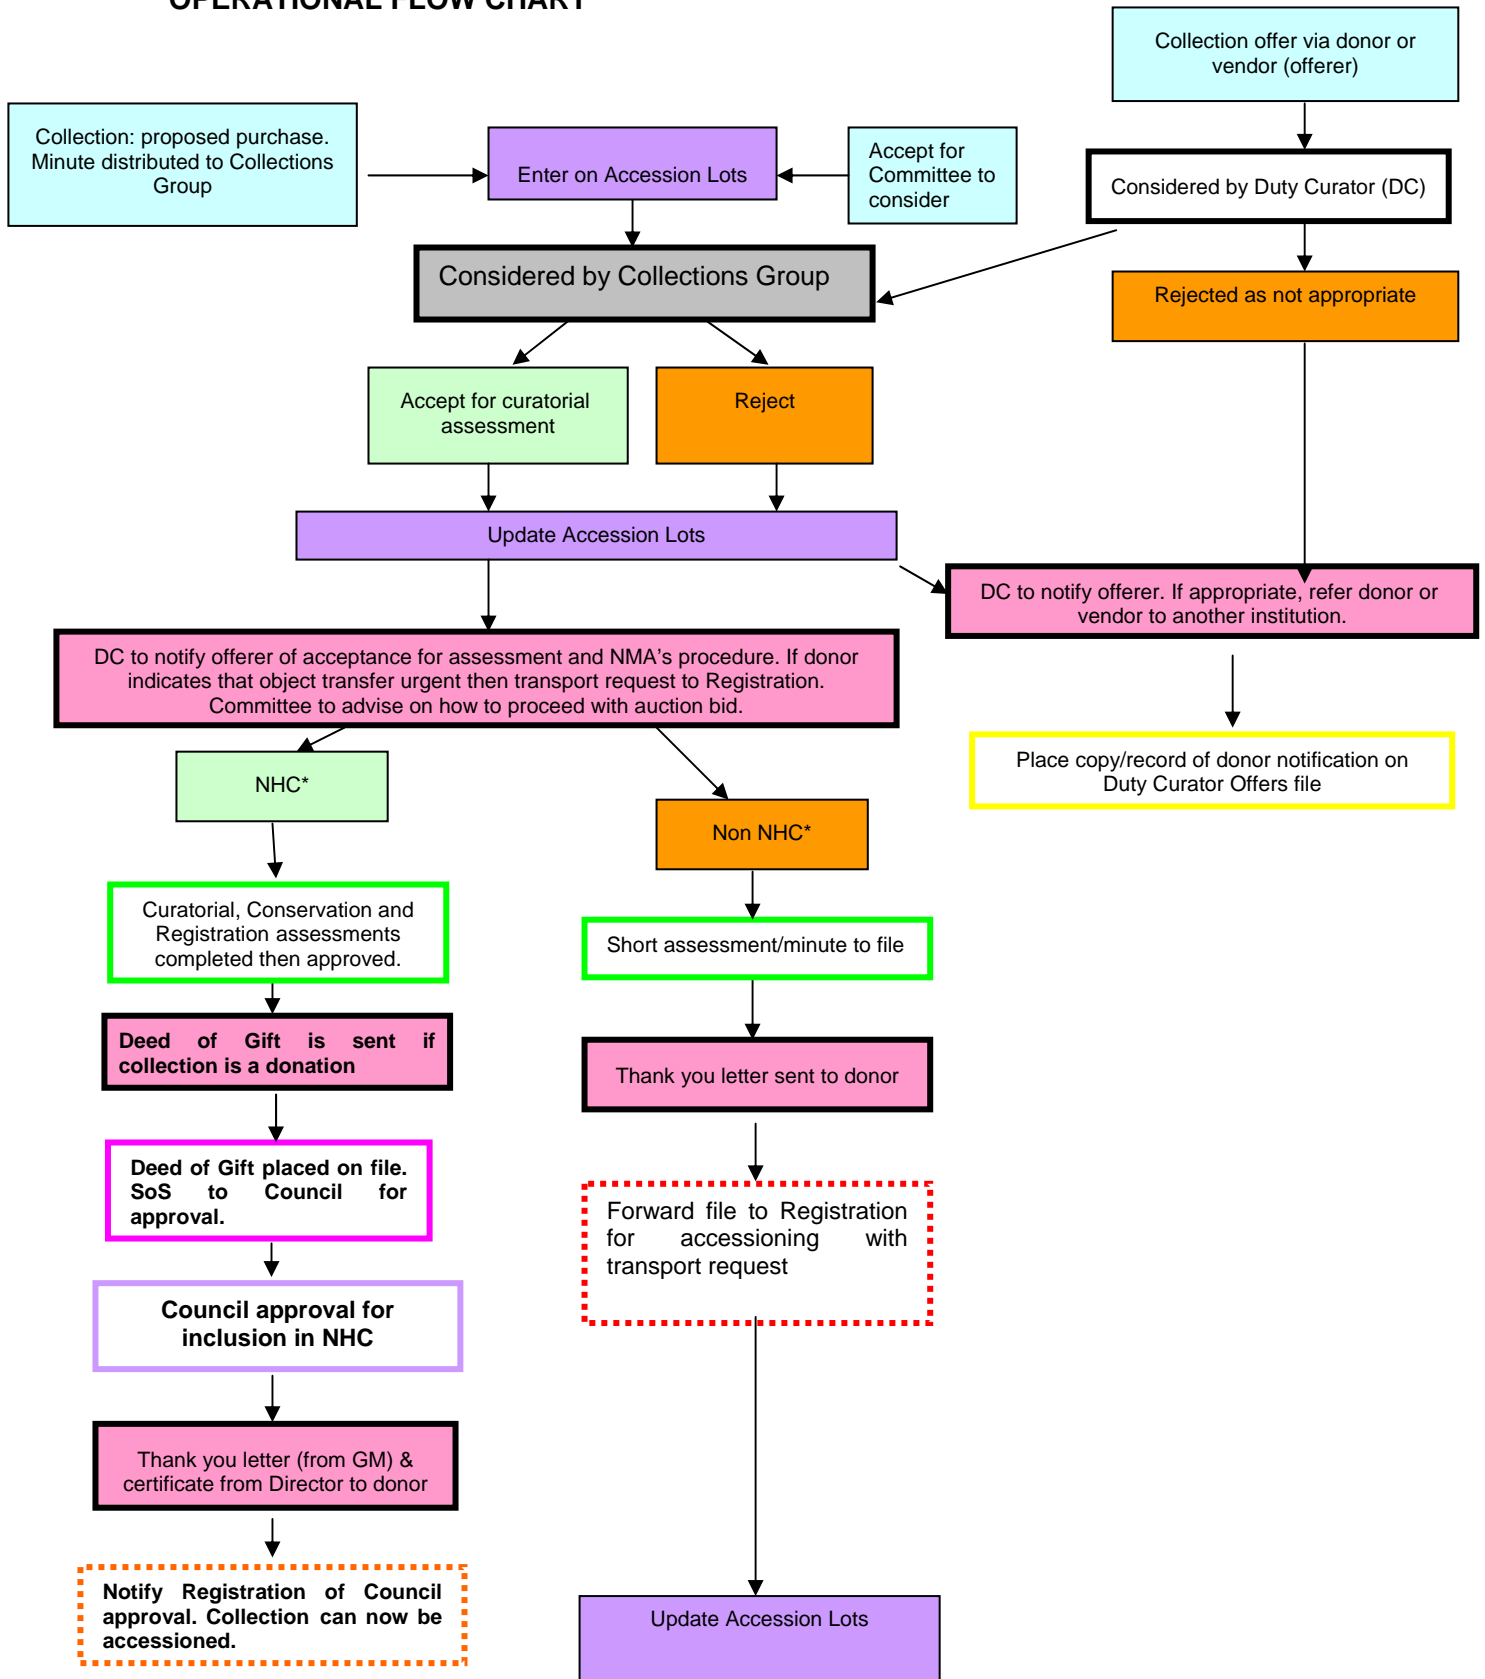 OPERATIONAL FLOW CHART
Collection offer via donor or
vendor (offerer)
Collection: proposed purchase.
Minute distributed to Collections
Group
Enter on Accession Lots
Accept for
Committee to
consider
Considered by Duty Curator (DC)
Considered by Collections Group
Rejected as not appropriate
Accept for curatorial
assessment
Reject
Update Accession Lots
DC to notify offerer. If appropriate, refer donor or
vendor to another institution.
DC to notify offerer of acceptance for assessment and NMA’s procedure. If donor
indicates that object transfer urgent then transport request to Registration.
Committee to advise on how to proceed with auction bid.
Place copy/record of donor notification on
Duty Curator Offers file
NHC*
Non NHC*
Curatorial, Conservation and
Registration assessments
completed then approved.
Short assessment/minute to file
Deed of Gift is sent if
collection is a donation
Thank you letter sent to donor
Deed of Gift placed on file.
SoS to Council for
approval.
Forward file to Registration
for accessioning with
transport request
Council approval for
inclusion in NHC
Thank you letter (from GM) &
certificate from Director to donor
Notify Registration of Council
approval. Collection can now be
accessioned.
Update Accession Lots